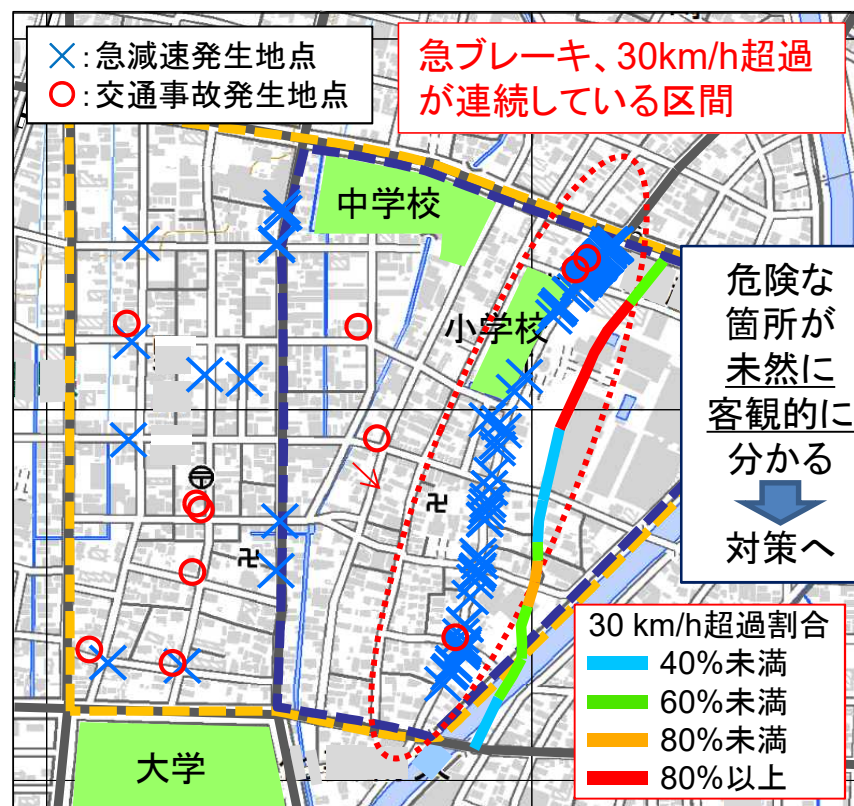 ×:急減速発生地点
○:交通事故発生地点
急ブレーキ、30km/h超過
が連続している区間
中学校
小学校
危険な
箇所が
未然に
客観的に
分かる
対策へ
大学
30 km/h超過割合
40%未満
60%未満
80%未満
80%以上